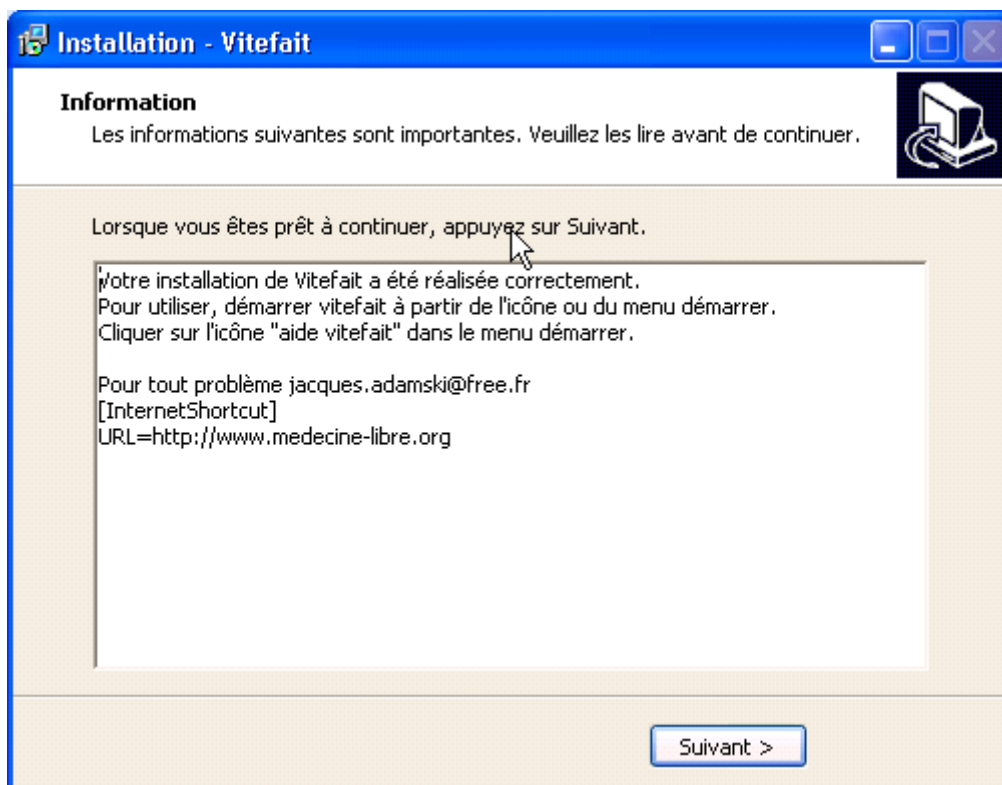 Installation - Vitefait
Information
Les informations suivantes sont importantes. Veuillez les lire avant de continuer.
Lorsque vous êtes prêt à continuer, appuyez sur Suivant.
Votre installation de Vitefait a été réalisée correctement.
Pour utiliser, démarrer vitefait à partir de l'icône ou du menu démarrer.
Cliquer sur l'icône "aide vitefait" dans le menu démarrer.
Pour tout problème jacques.adamski@free.fr
[InternetShortcut]
URL=http://www.medecine-libre.org
Suivant >